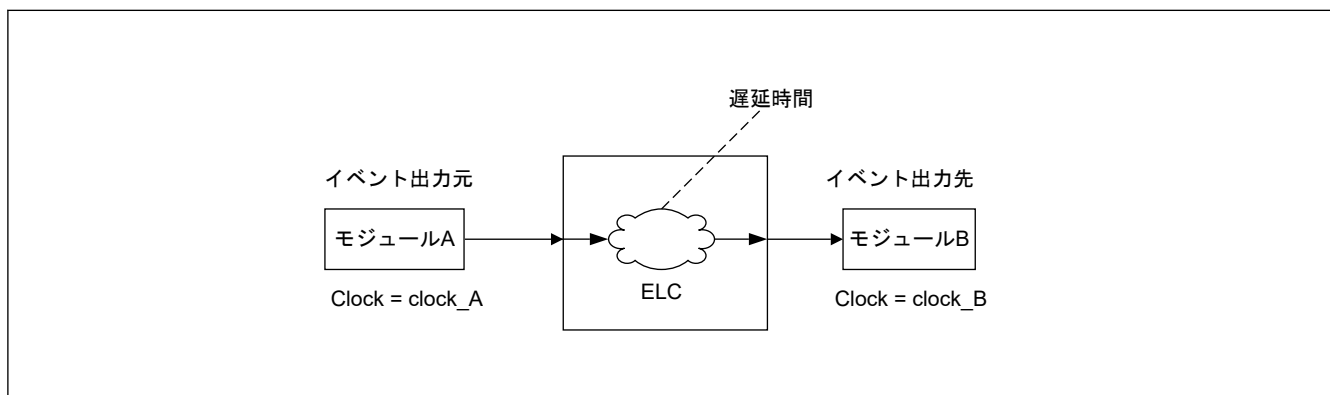 遅延時間
イベント出力元
イベント出力先
モジュールA
モジュールB
ELC
Clock = clock_A
Clock = clock_B